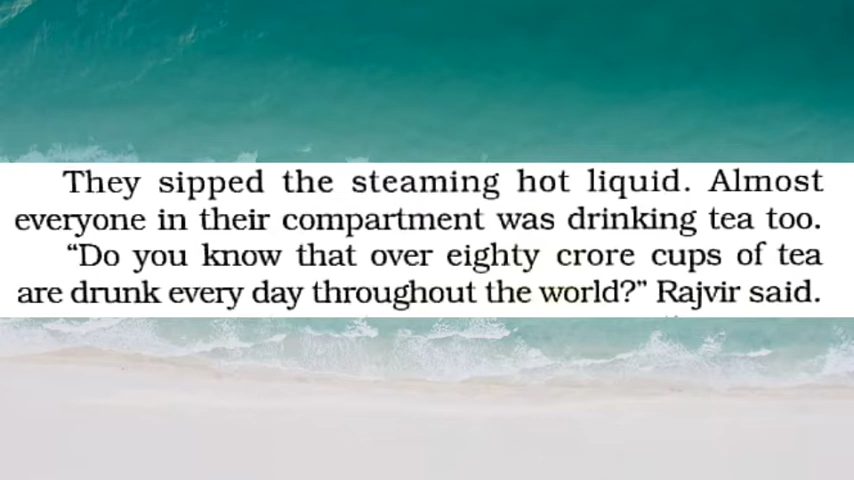 They sipped the steaming hot liquid. Almost
everyone in their compartment was drinking tea too.
“Do you know that over eighty crore cups of tea
are drunk every day throughout the world?” Rajvir said.